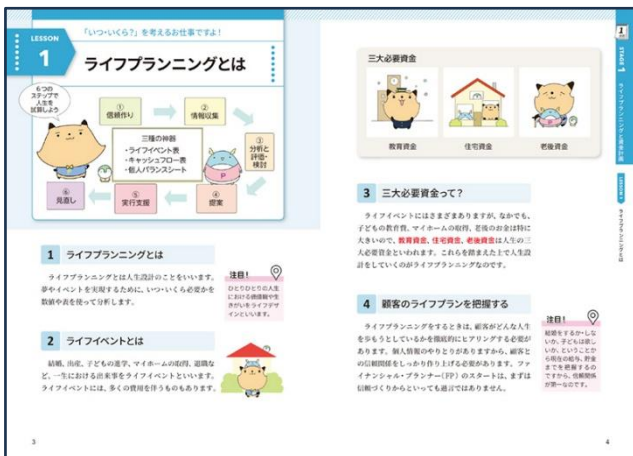 LESSON
1
「いつ・いくら？」を考えるお仕事ですよ！
ライフプランニングとは
6つの
ステップで
人生を
試算しよう
①
信頼作り
②
情報収集
③
分析と
評価・
検討
④
提案
⑤
実行支援
⑥
見直し
三種の神器
・ライフイベント表
・キャッシュフロー表
・個人バランスシート
P
1 ライフプランニングとは
ライフプランニングとは人生設計のことをいいます。
夢やイベントを実現するために、いついくら必要かを
数値や表を使って分析します。
注目！
ひとりひとりの人生
における価値観や生
きがいをライフデザ
インといいます。
2 ライフイベントとは
結婚、出産、子どもの進学、マイホームの取得、退職な
ど、一生における出来事をライフイベントといいます。
ライフイベントには、多くの費用を伴うものもあります。
3
三大必要資金
教育資金
住宅資金
老後資金
3 三大必要資金って？
ライフイベントにはさまざまありますが、なかでも、
子どもの教育費、マイホームの取得、老後のお金は特に
大きいので、教育資金、住宅資金、老後資金は人生の三
大必要資金といわれます。これらを踏まえた上で人生設
計をしていくのがライフプランニングなのです。
4 顧客のライフプランを把握する
ライフプランニングをするときは、顧客がどんな人生
を歩もうとしているかを徹底的にヒアリングする必要が
あります。個人情報のやりとりがありますから、顧客と
の信頼関係をしっかり作り上げる必要があります。ファ
イナンシャル・プランナー(FP)のスタートは、まずは
信頼づくりからといっても過言ではありません。
注目！
結婚をするか・しな
いか、子どもは欲し
いか、ということか
ら現在の給与、貯金
までを把握するの
ですから、信頼関係
が第一なのです。
1
STAGE 1
ライフプランニングと資金計画
LESSON 1
ライフプランニングとは
4